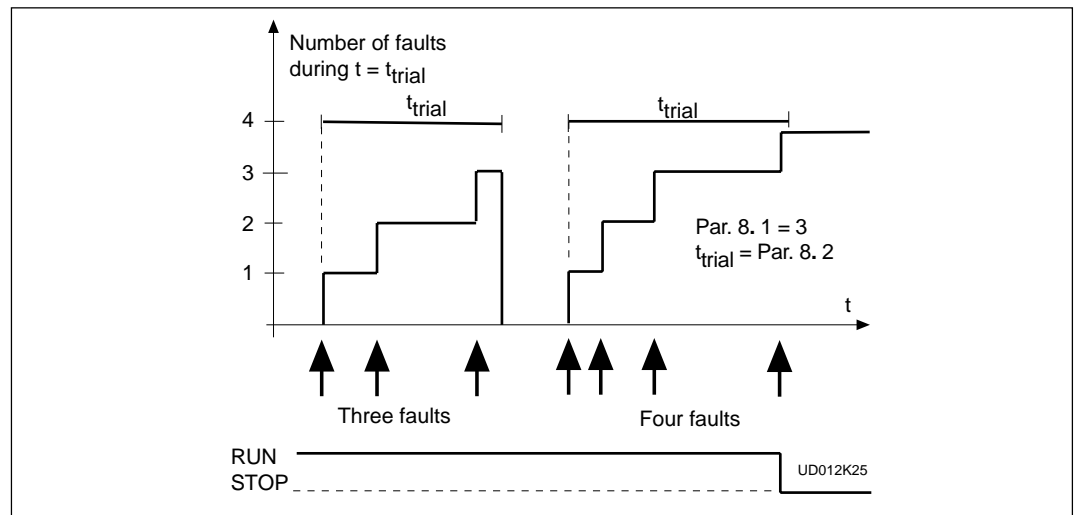 Number of faults
during t = ttrial
ttrial
ttrial
4
3
2
1
Par. 8. 1 = 3
ttrial = Par. 8. 2
t
Three faults
Four faults
RUN
STOP
UD012K25